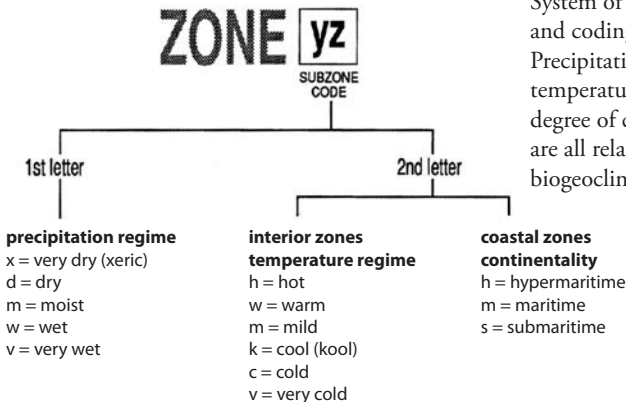 ZONE yz
SUBZONE
CODE
1st letter
2nd letter
precipitation regime
x = very dry (xeric)
d = dry
m = moist
w = wet
v = very wet
interior zones
temperature regime
h = hot
w = warm
m = mild
k = cool (kool)
c = cold
v = very cold
coastal zones
continentality
h = hypermaritime
m = maritime
s = submaritime
System of
and coding
Precipitati
temperatu
degree of
are all rela
biogeoclin